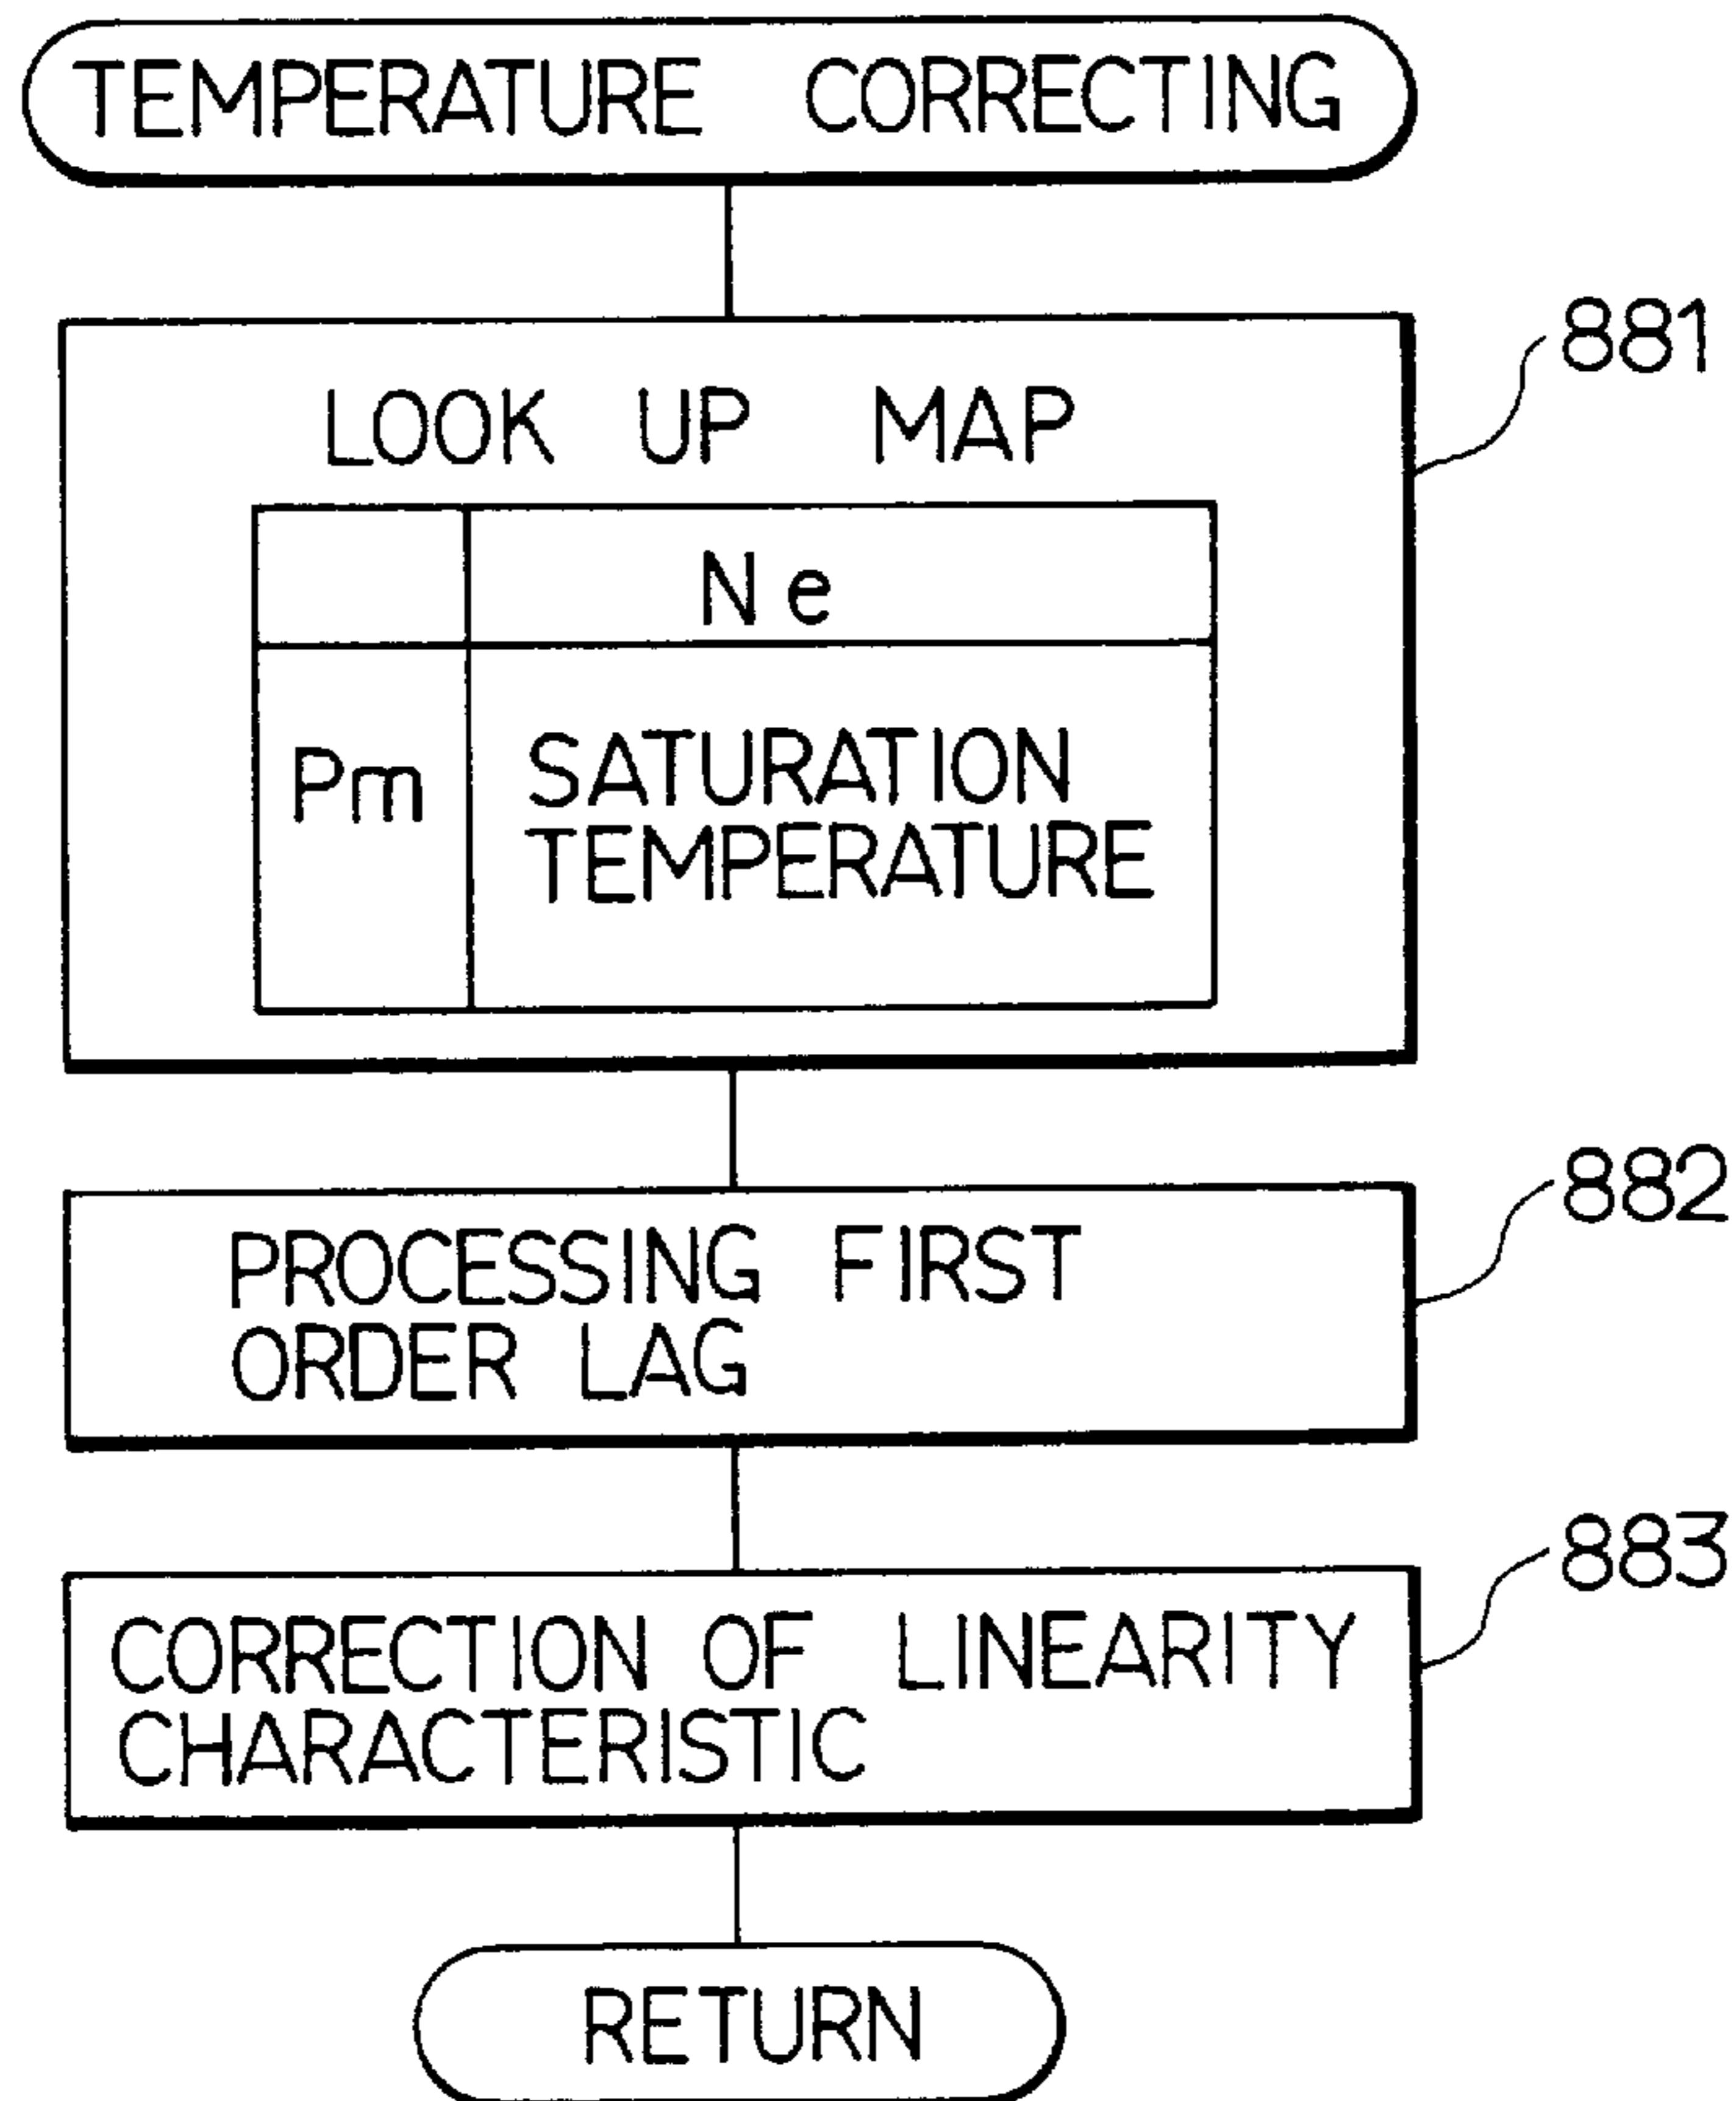 TEMPERATURE CORRECTING
881
LOOK UP MAP
Ne
Pm
SATURATION
TEMPERATURE
882
PROCESSING FIRST
ORDER LAG
883
CORRECTION OF LINEARITY
CHARACTERISTIC
RETURN